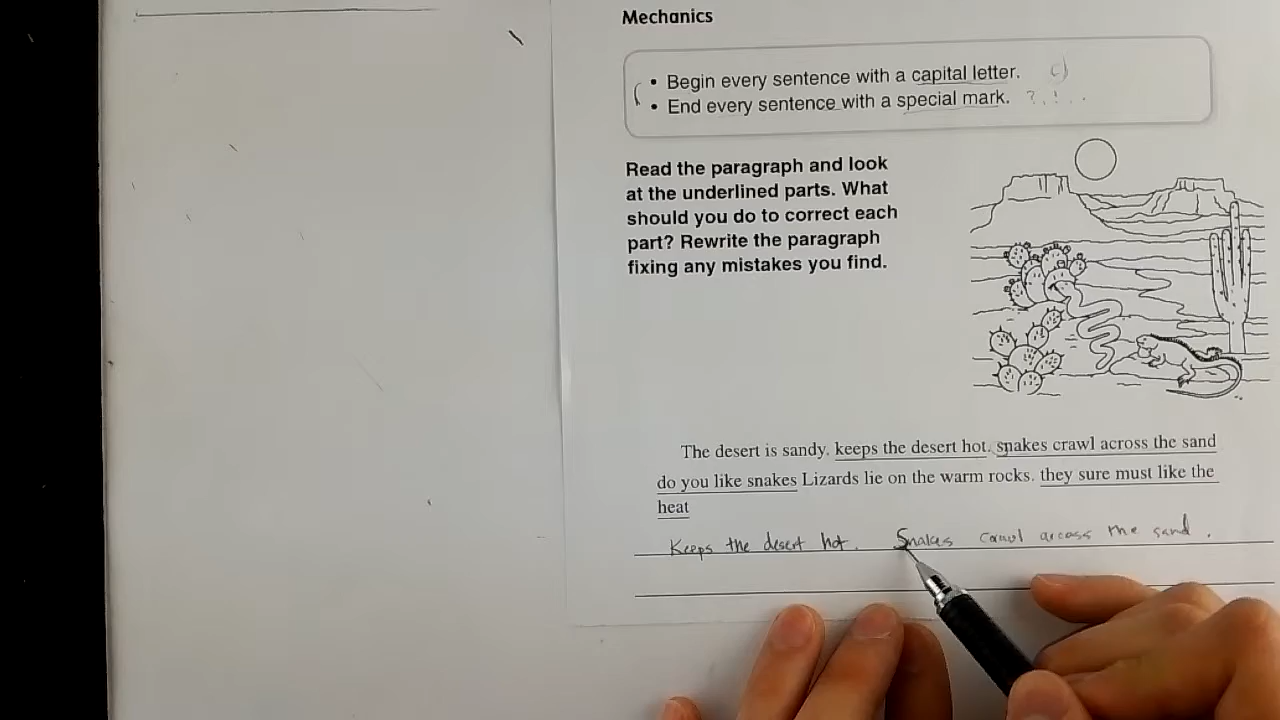 Mechanics
• Begin every sentence with a capital letter. c)
• End every sentence with a special mark. ? . ! . .
Read the paragraph and look
at the underlined parts. What
should you do to correct each
part? Rewrite the paragraph
fixing any mistakes you find.
The desert is sandy. keeps the desert hot. snakes crawl across the sand
do you like snakes Lizards lie on the warm rocks. they sure must like the
heat
Keeps the desert hot. Snakes crawl arcoss the sand.